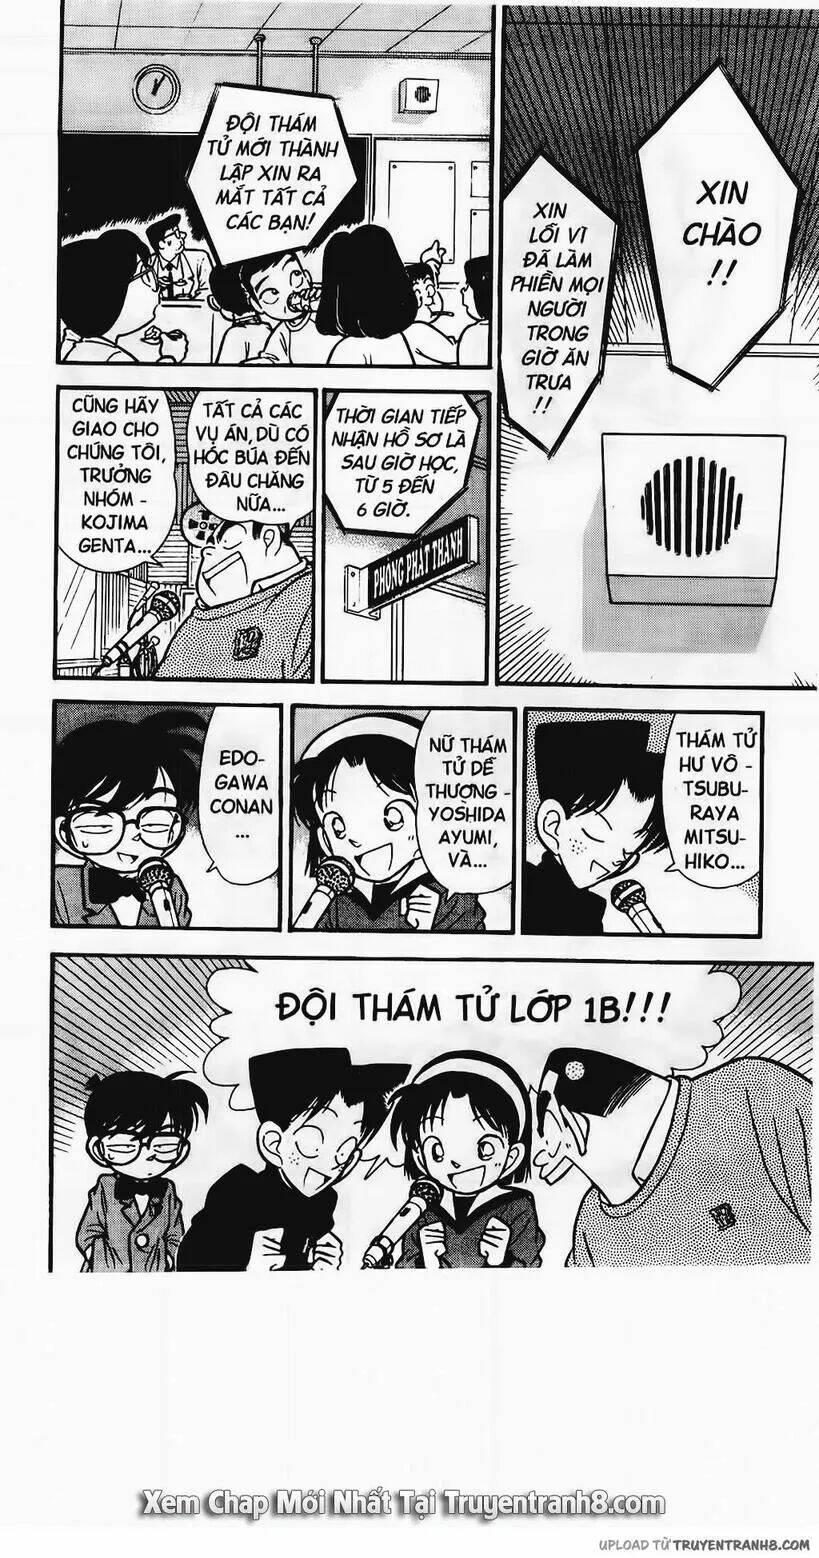 XIN
CHÀO
!!
XIN
LỖI VÌ
ĐÃ LÀM
PHIỀN MỌI
NGƯỜI
TRONG
GIỜ ĂN
TRƯA
!!
ĐỘI THÁM
TỬ MỚI THÀNH
LẬP XIN RA
MẮT TẤT CẢ
CÁC BẠN!
THỜI GIAN TIẾP
NHẬN HỒ SƠ LÀ
SAU GIỜ HỌC,
TỪ 5 ĐẾN
6 GIỜ.
PHÒNG PHÁT THANH
TẤT CẢ CÁC
VỤ ÁN, DÙ CÓ
HÓC BÚA ĐẾN
ĐÂU CHĂNG
NỮA...
CŨNG HÃY
GIAO CHO
CHÚNG TÔI,
TRƯỞNG
NHÓM -
KOJIMA
GENTA...
THÁM TỬ
HƯ VÔ -
TSUBU-
RAYA
MITSU-
HIKO...
NỮ THÁM
TỬ DỄ
THƯƠNG -
YOSHIDA
AYUMI,
VÀ...
EDO-
GAWA
CONAN
...
ĐỘI THÁM TỬ LỚP 1B!!!
Xem Chap Mới Nhất Tại Truyentranh8.com
UPLOAD TỪ TRUYENTRANH8.COM